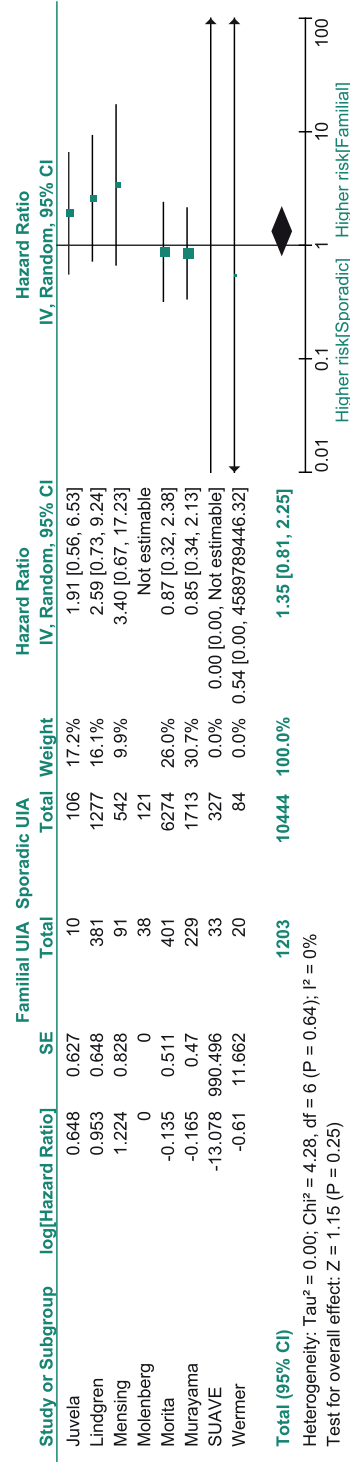 Familial UIA Sporadic UIA Hazard Ratio Hazard Ratio
Study or Subgroup log[Hazard Ratio] SE Total Total Weight IV, Random, 95% CI IV, Random, 95% CI
Juvela 0.648 0.627 10 106 17.2% 1.91 [0.56, 6.53]
Lindgren 0.953 0.648 381 1277 16.1% 2.59 [0.73, 9.24]
Mensing 1.224 0.828 91 542 9.9% 3.40 [0.67, 17.23]
Molenberg 0 0 38 121 Not estimable
Morita -0.135 0.511 401 6274 26.0% 0.87 [0.32, 2.38]
Murayama -0.165 0.47 229 1713 30.7% 0.85 [0.34, 2.13]
SUAVE -13.078 990.496 33 327 0.0% 0.00 [0.00, Not estimable]
Wermer -0.61 11.662 20 84 0.0% 0.54 [0.00, 4589789446.32]
Total (95% CI) 1203 10444 100.0% 1.35 [0.81, 2.25]
Heterogeneity: Tau² = 0.00; Chi² = 4.28, df = 6 (P = 0.64); I² = 0%
Test for overall effect: Z = 1.15 (P = 0.25)
0.01 0.1 1 10 100
Higher risk[Sporadic] Higher risk[Familial]